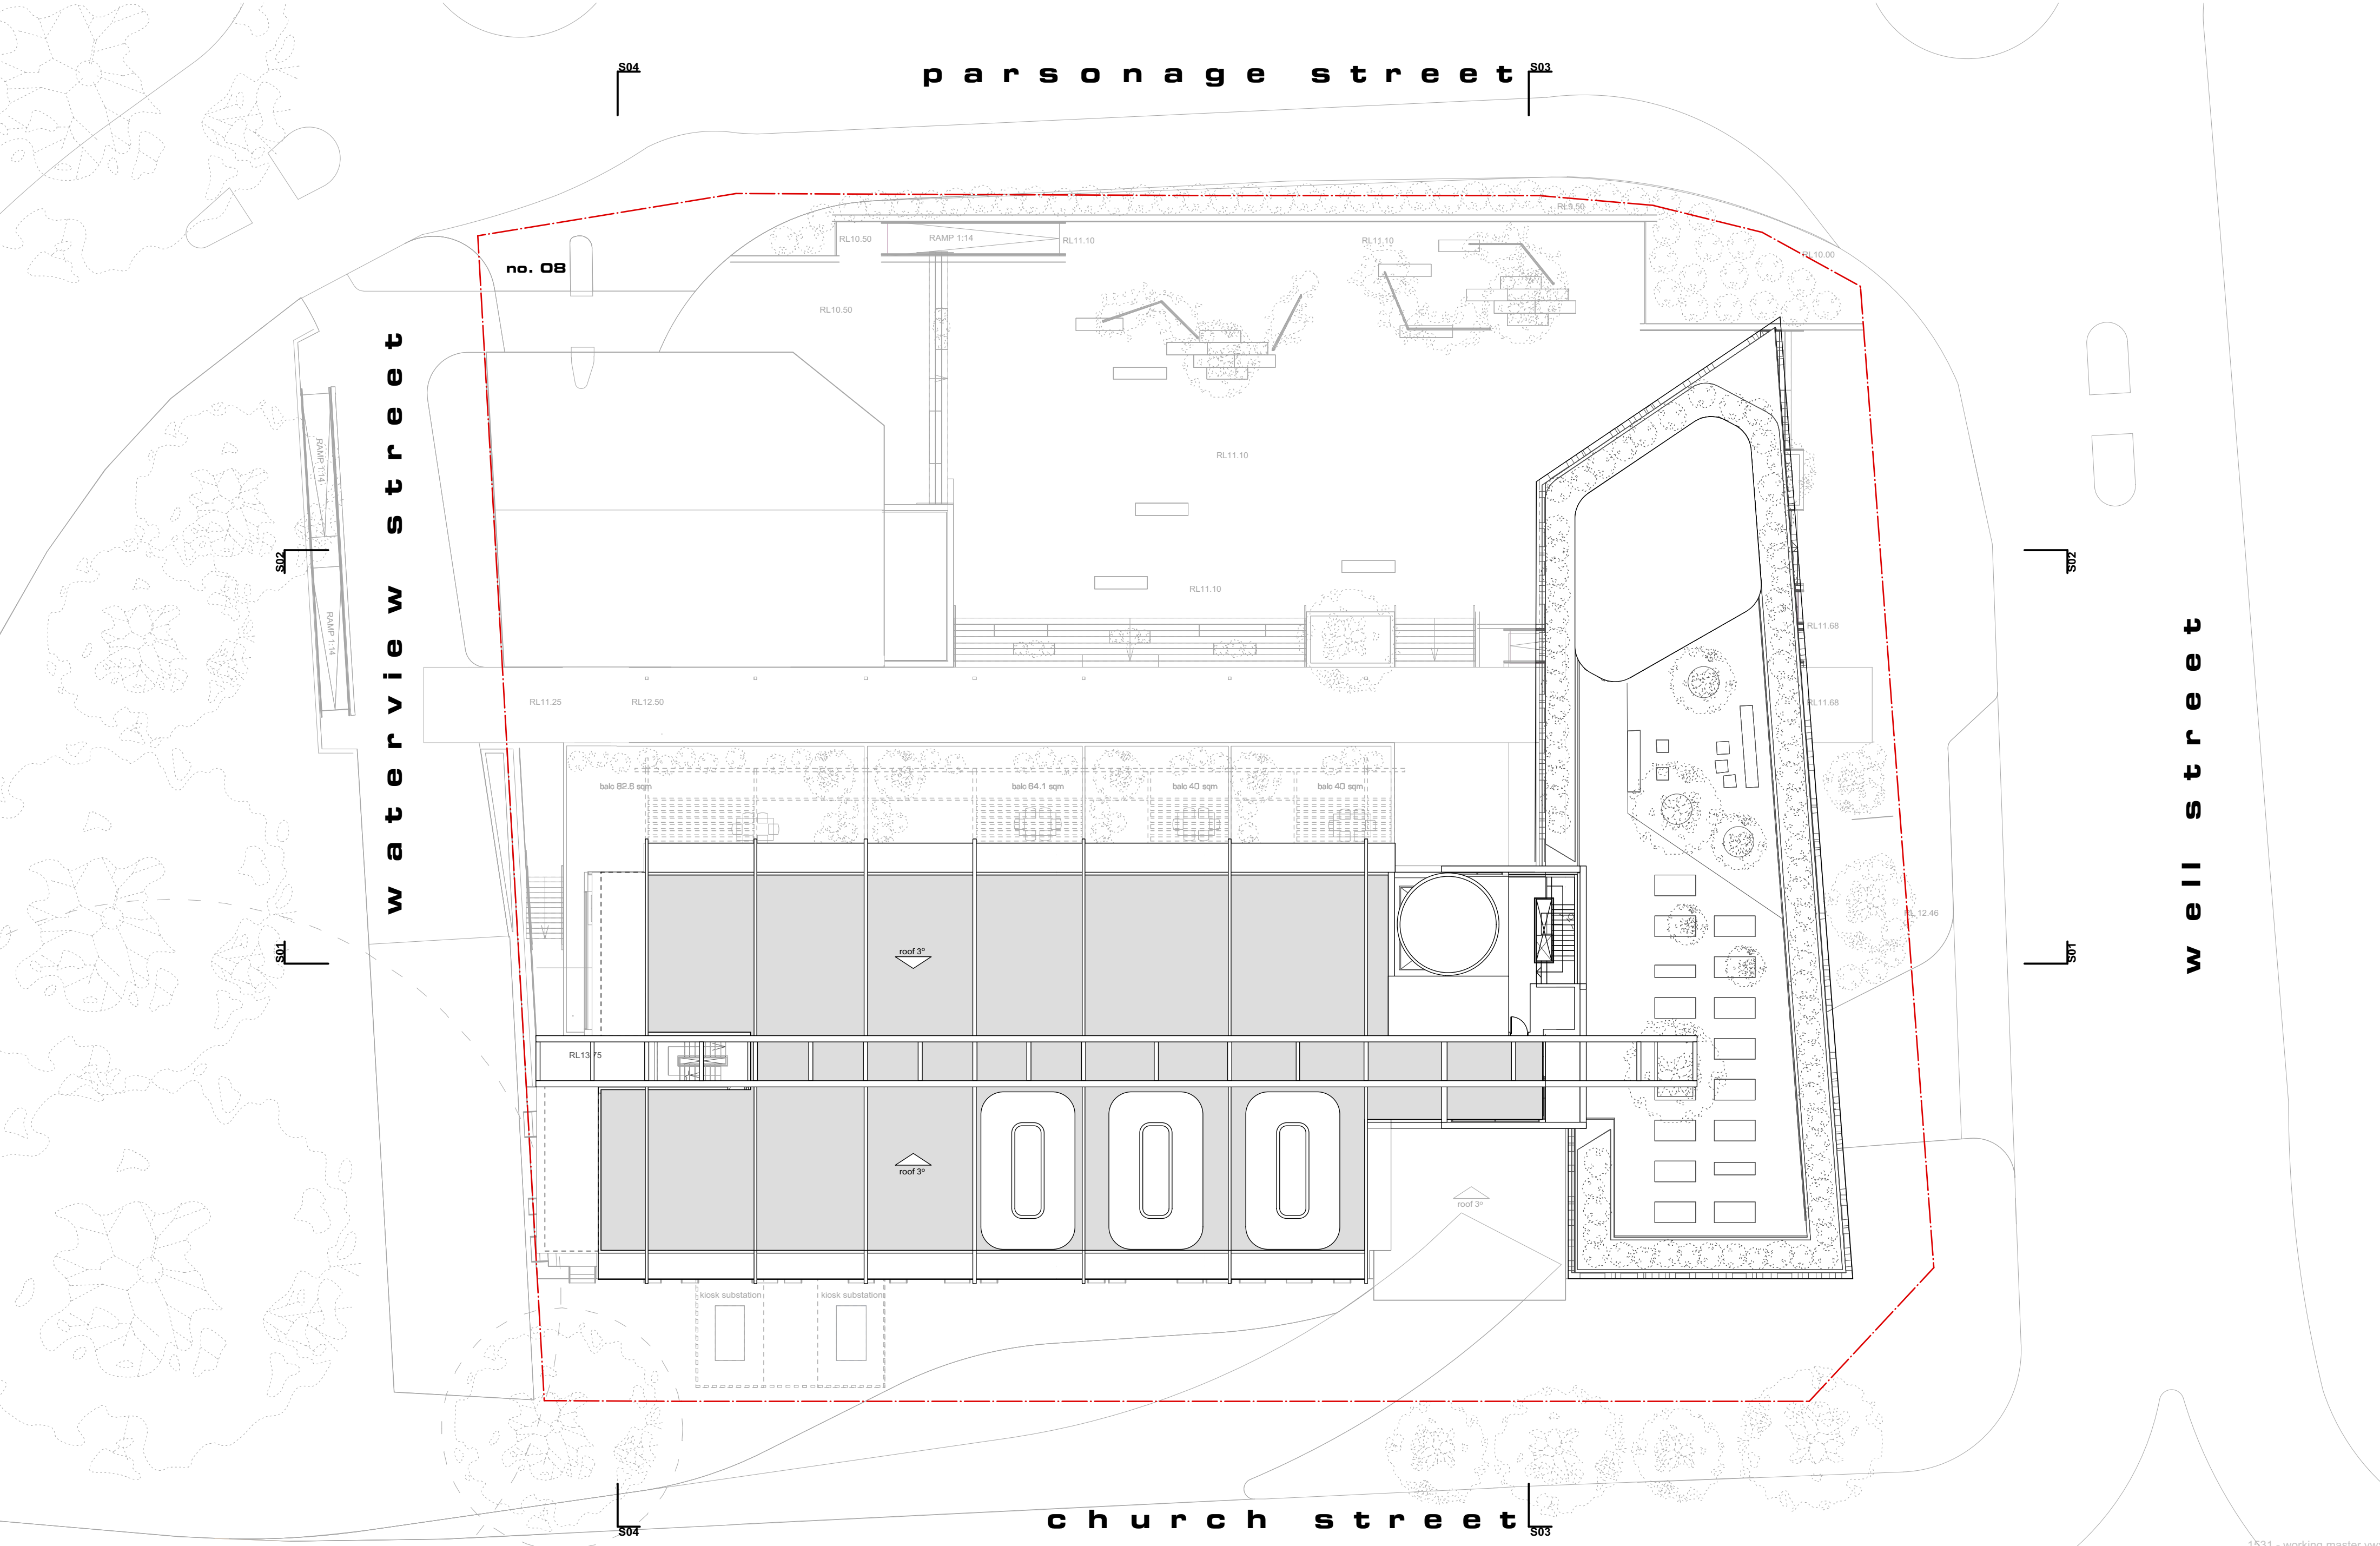 S04
parsonage street
S03
RL9.50
RL10.50
RAMP 1:14
RL11.10
RL11.10
RL10.00
no. 08
RL10.50
waterview street
RAMP 1:14
RL11.10
S02
S02
RL11.10
RAMP 1:14
RL11.68
well street
RL11.25
RL12.50
RL11.68
balc 82.8 sqm
balc 64.1 sqm
balc 40 sqm
balc 40 sqm
RL 12.46
S01
roof 3º
S01
RL13.75
roof 3º
roof 3º
kiosk substation
kiosk substation
church street
S04
S03